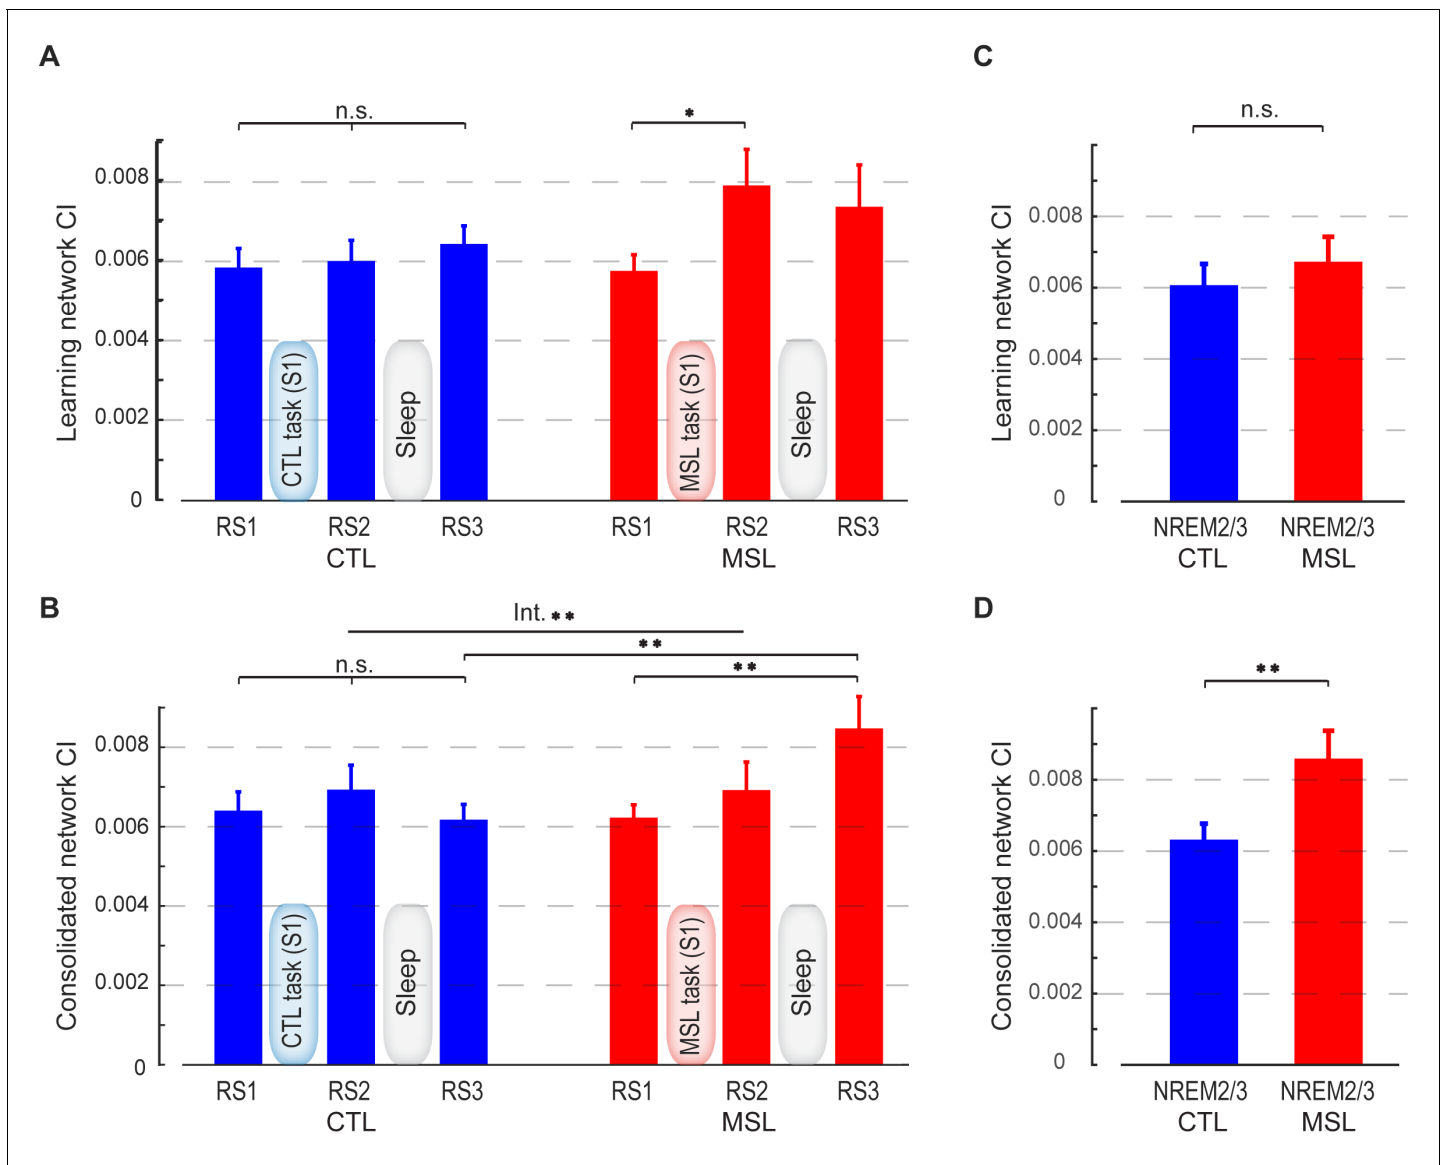 A
n.s.
*
Learning network CI
0.008
0.006
0.004
0.002
0
CTL task (S1)
Sleep
MSL task (S1)
Sleep
RS1 RS2 RS3 RS1 RS2 RS3
CTL MSL
C
n.s.
Learning network CI
0.008
0.006
0.004
0.002
0
NREM2/3 NREM2/3
CTL MSL
B
Int. **
**
n.s.
**
Consolidated network CI
0.008
0.006
0.004
0.002
0
CTL task (S1)
Sleep
MSL task (S1)
Sleep
RS1 RS2 RS3 RS1 RS2 RS3
CTL MSL
D
**
Consolidated network CI
0.008
0.006
0.004
0.002
0
NREM2/3 NREM2/3
CTL MSL